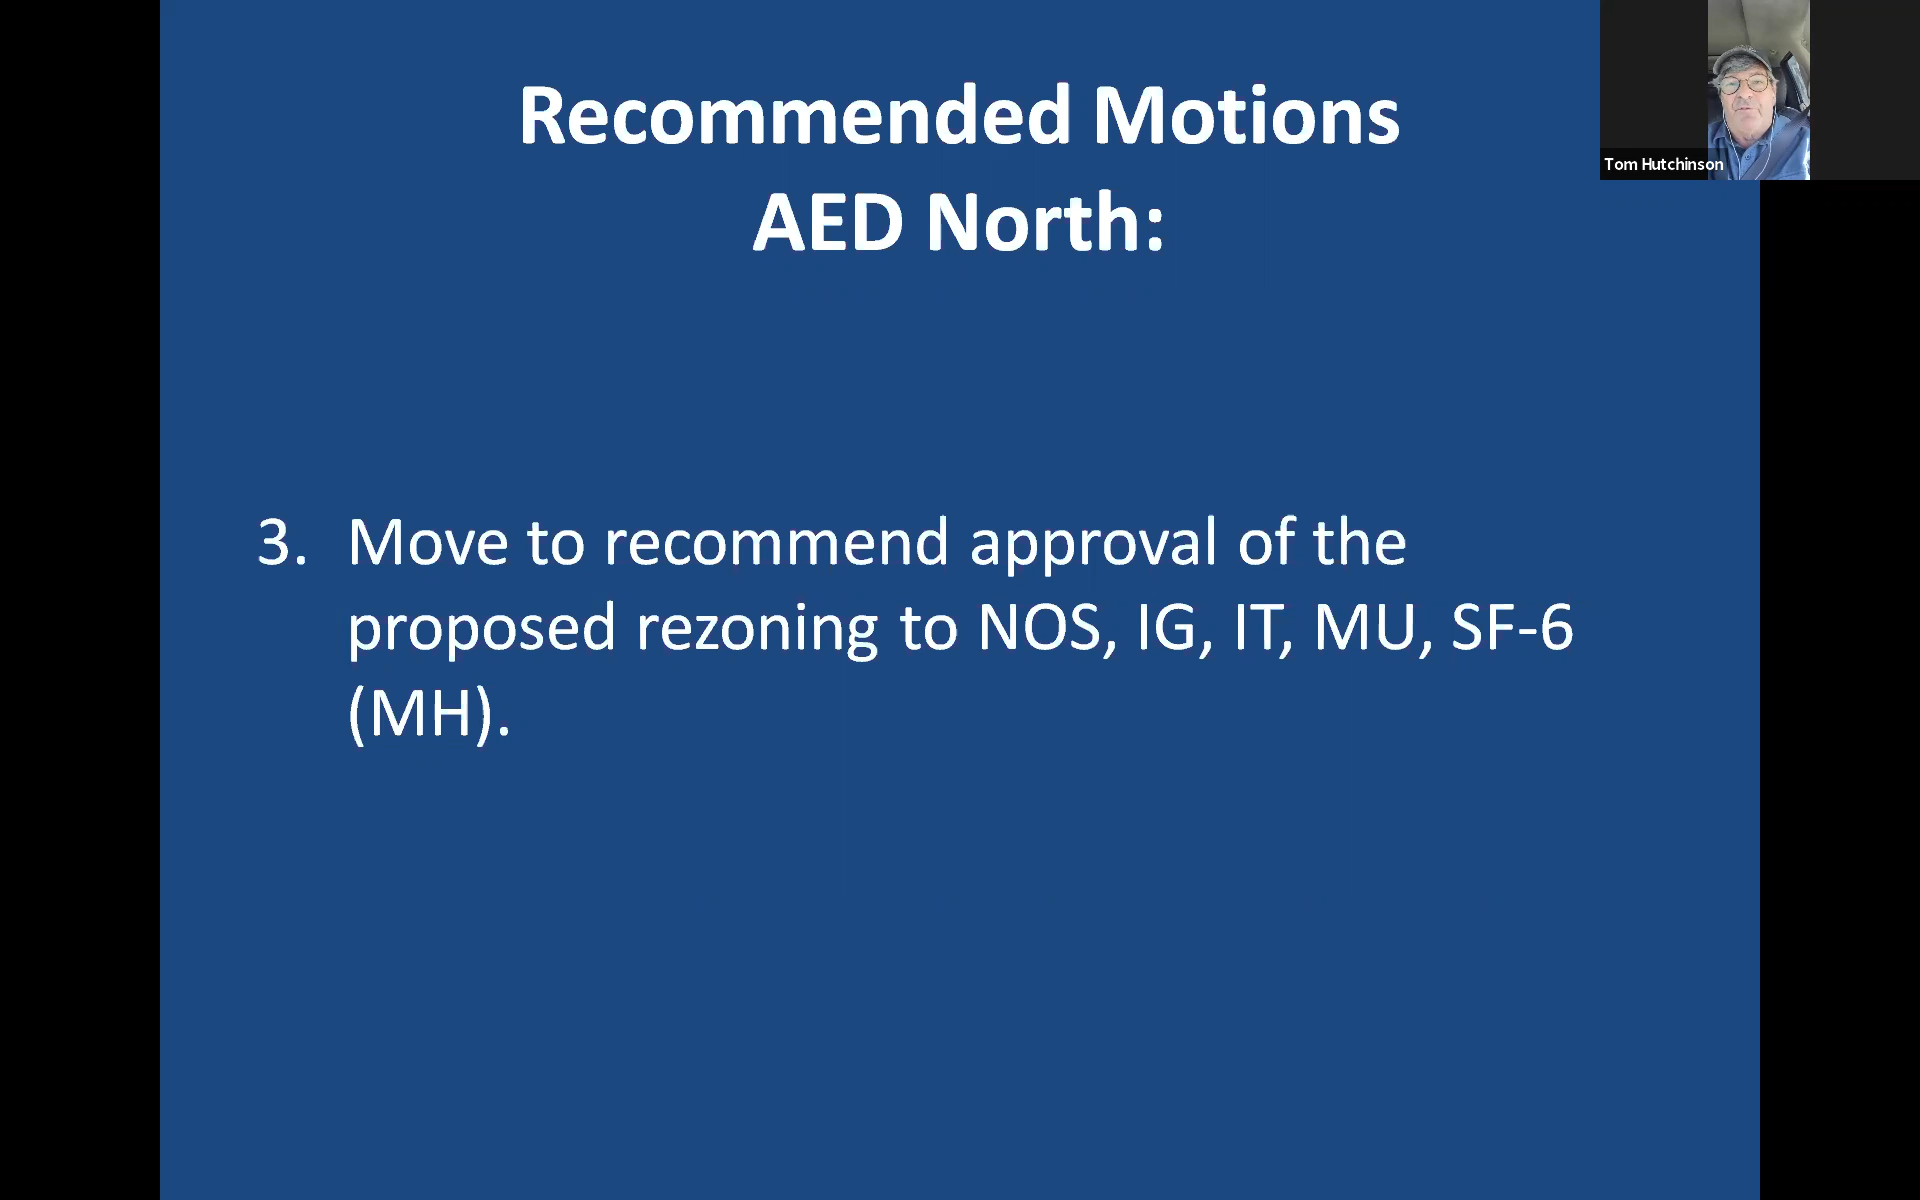 Recommended Motions
AED North:
Tom Hutchinson
3. Move to recommend approval of the
proposed rezoning to NOS, IG, IT, MU, SF-6
(MH).